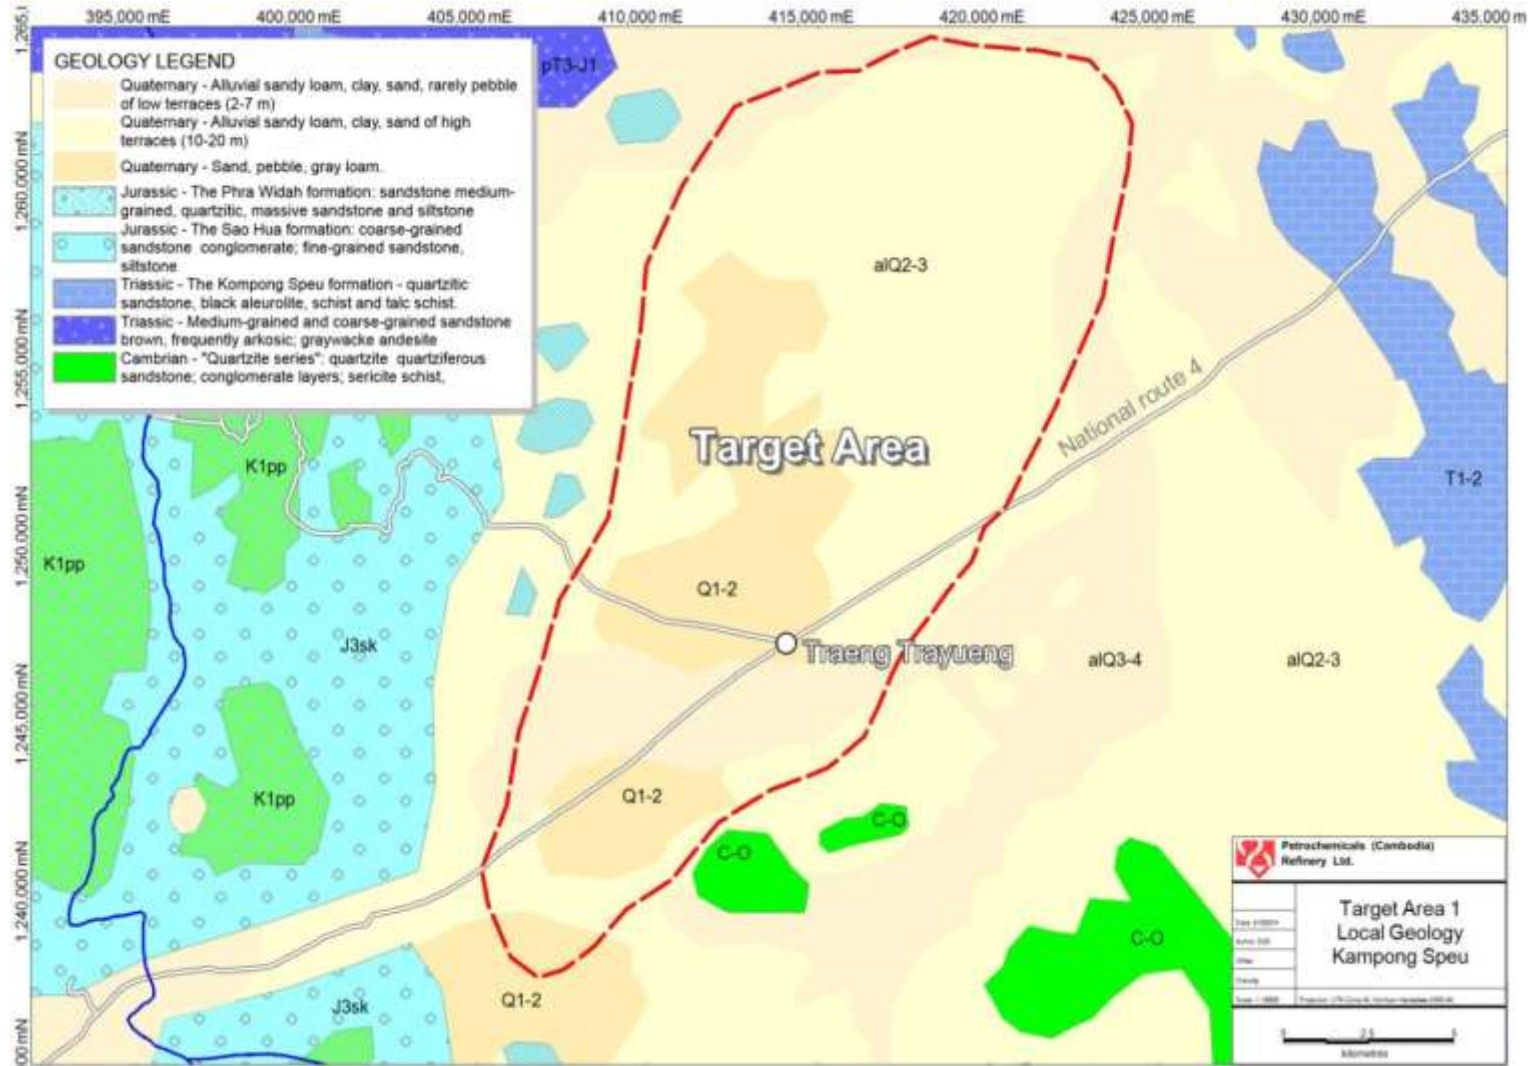 395,000 mE 400,000 mE 405,000 mE 410,000 mE 415,000 mE 420,000 mE 425,000 mE 430,000 mE 435,000 m
1,265,
1,260,000 mN
1,255,000 mN
1,250,000 mN
1,245,000 mN
1,240,000 mN
00 mN
GEOLOGY LEGEND
Quaternary - Alluvial sandy loam, clay, sand, rarely pebble
of low terraces (2-7 m)
Quaternary - Alluvial sandy loam, clay, sand of high
terraces (10-20 m)
Quaternary - Sand, pebble, gray loam.
Jurassic - The Phra Widah formation: sandstone medium-
grained, quartzitic, massive sandstone and siltstone
Jurassic - The Sao Hua formation: coarse-grained
sandstone conglomerate; fine-grained sandstone,
siltstone
Triassic - The Kompong Speu formation - quartzitic
sandstone, black aleurolite, schist and talc schist.
Triassic - Medium-grained and coarse-grained sandstone
brown, frequently arkosic; graywacke andesite
Cambrian - "Quartzite series": quartzite quartziferous
sandstone; conglomerate layers; sericite schist,
pT3-J1
alQ2-3
National route 4
Target Area
K1pp
T1-2
K1pp
Q1-2
J3sk
Traeng Trayueng
alQ3-4
alQ2-3
K1pp
Q1-2
C-O
C-O
C-O
Q1-2
J3sk
Petrochemicals (Cambodia)
Refinery Ltd.
Target Area 1
Local Geology
Kampong Speu
0 2.5 5
kilometres